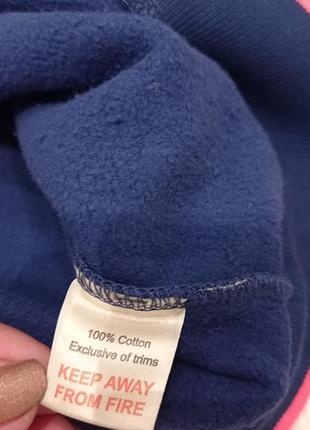 100% Cotton
Exclusive of trims
KEEP AWAY
FROM FIRE